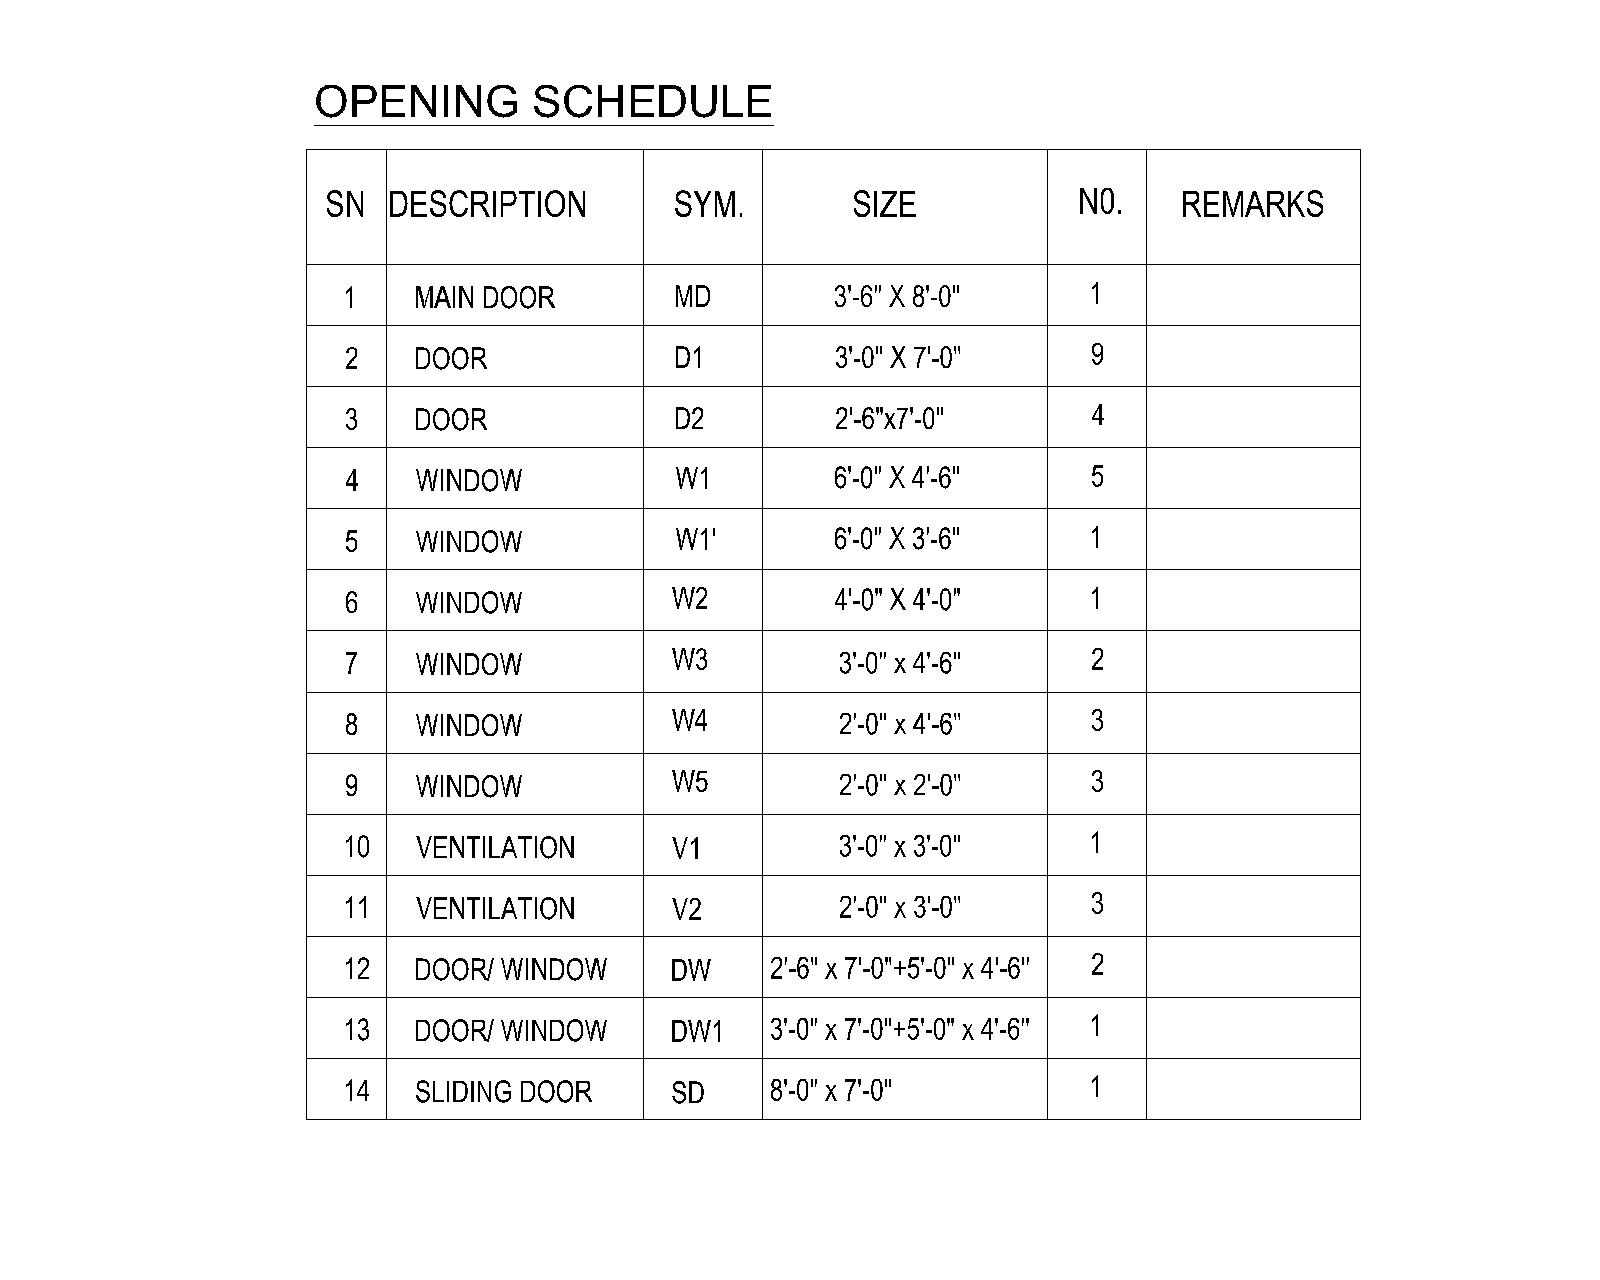 OPENING SCHEDULE
SN DESCRIPTION SYM. SIZE N0. REMARKS
1 MAIN DOOR MD 3'-6" X 8'-0" 1
2 DOOR D1 3'-0" X 7'-0" 9
3 DOOR D2 2'-6"x7'-0" 4
4 WINDOW W1 6'-0" X 4'-6" 5
5 WINDOW W1' 6'-0" X 3'-6" 1
6 WINDOW W2 4'-0" X 4'-0" 1
7 WINDOW W3 3'-0" x 4'-6" 2
8 WINDOW W4 2'-0" x 4'-6" 3
9 WINDOW W5 2'-0" x 2'-0" 3
10 VENTILATION V1 3'-0" x 3'-0" 1
11 VENTILATION V2 2'-0" x 3'-0" 3
12 DOOR/ WINDOW DW 2'-6" x 7'-0"+5'-0" x 4'-6" 2
13 DOOR/ WINDOW DW1 3'-0" x 7'-0"+5'-0" x 4'-6" 1
14 SLIDING DOOR SD 8'-0" x 7'-0" 1